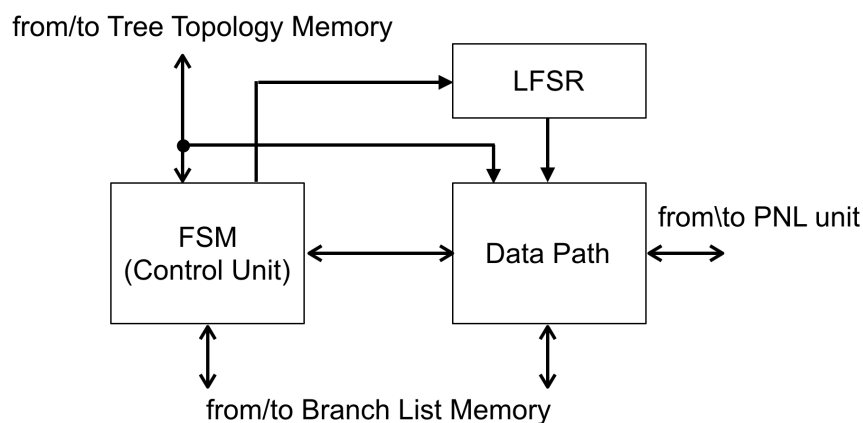 from/to Tree Topology Memory
LFSR
FSM
(Control Unit)
Data Path
from\to PNL unit
from/to Branch List Memory